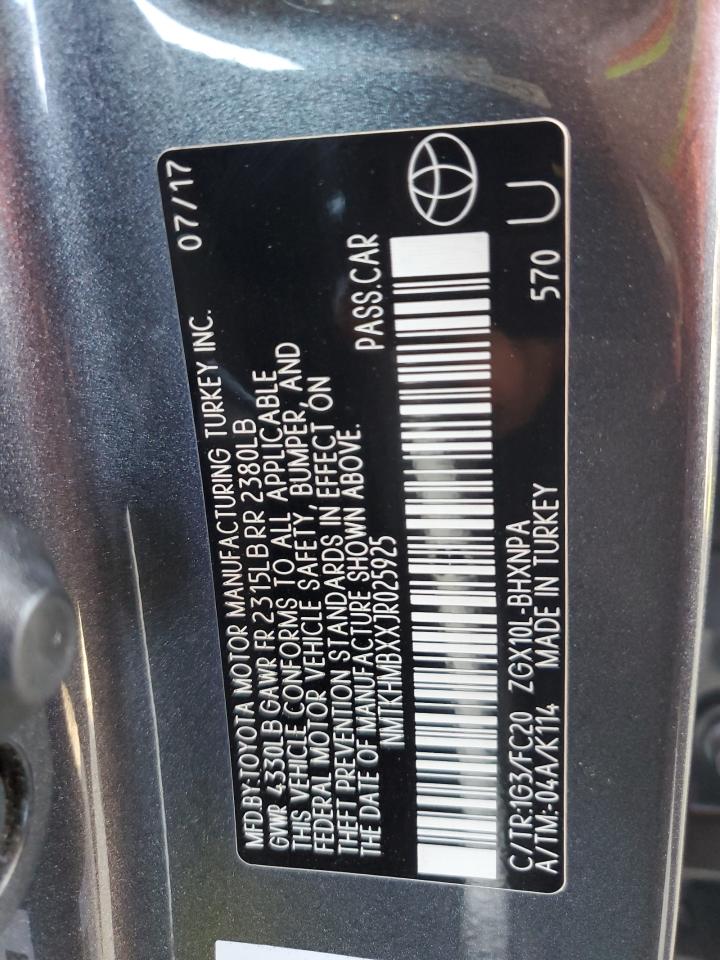 MFD.BY:TOYOTA MOTOR MANUFACTURING TURKEY INC. 07/17
GVWR 4330LB GAWR FR 2315LB RR 2380LB
THIS VEHICLE CONFORMS TO ALL APPLICABLE
FEDERAL MOTOR VEHICLE SAFETY, BUMPER, AND
THEFT PREVENTION STANDARDS IN EFFECT ON
THE DATE OF MANUFACTURE SHOWN ABOVE.
NMTKHMBXXJR025925 PASS.CAR
C/TR:1G3/FC20 ZGX10L-BHXNPA
A/TM:-04A/K114 MADE IN TURKEY 570 U